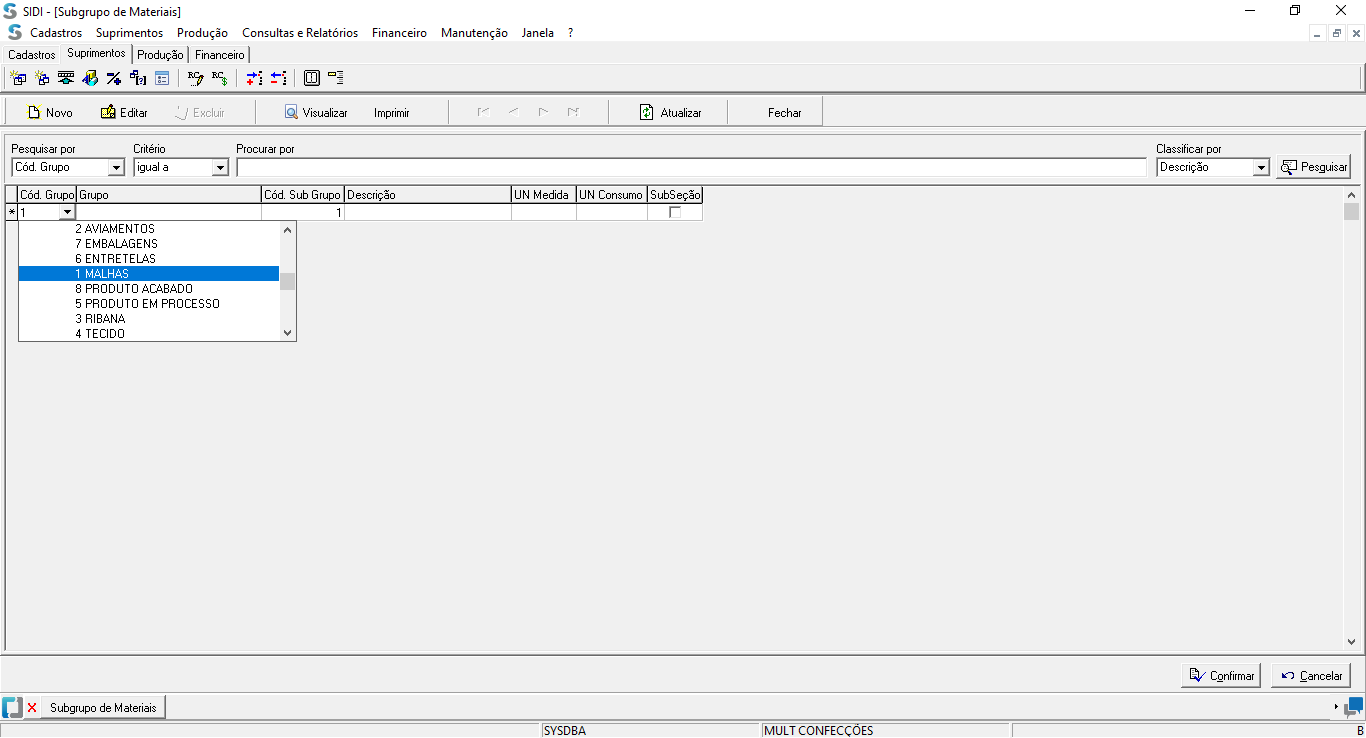 SIDI - [Subgrupo de Materiais]
Cadastros Suprimentos Produção Consultas e Relatórios Financeiro Manutenção Janela ?
Cadastros Suprimentos Produção Financeiro
Novo Editar Excluir Visualizar Imprimir Atualizar Fechar
Pesquisar por Critério Procurar por Classificar por
Cód. Grupo igual a Descrição Pesquisar
Cód. Grupo Grupo Cód. Sub Grupo Descrição UN Medida UN Consumo SubSeção
* 1 1
2 AVIAMENTOS
7 EMBALAGENS
6 ENTRETELAS
1 MALHAS
8 PRODUTO ACABADO
5 PRODUTO EM PROCESSO
3 RIBANA
4 TECIDO
Confirmar Cancelar
Subgrupo de Materiais
SYSDBA MULT CONFECÇÕES B